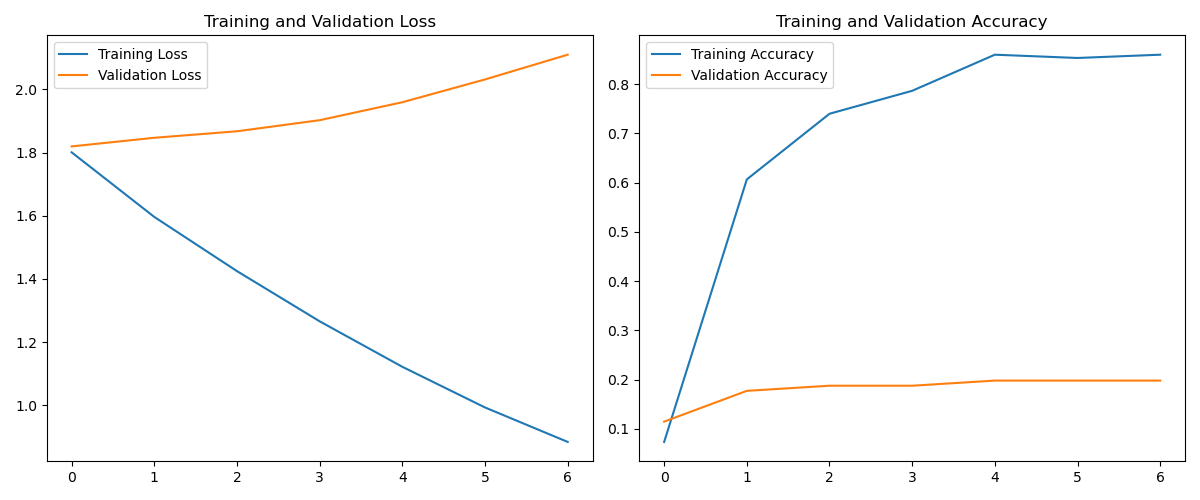 Training and Validation Loss
Training Loss
Validation Loss
2.0
1.8
1.6
1.4
1.2
1.0
0 1 2 3 4 5 6
Training and Validation Accuracy
Training Accuracy
Validation Accuracy
0.8
0.7
0.6
0.5
0.4
0.3
0.2
0.1
0 1 2 3 4 5 6